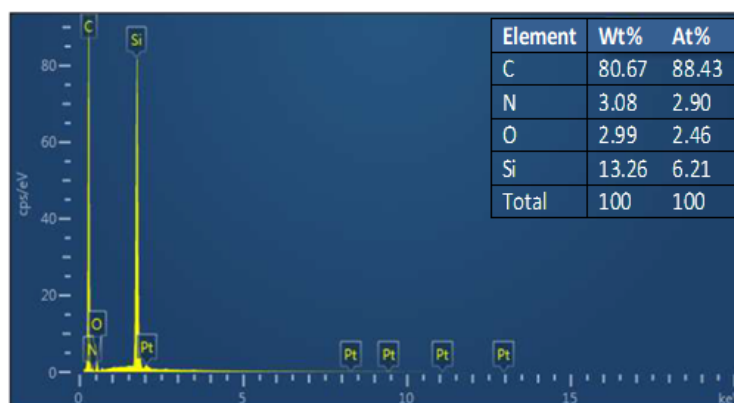 Element Wt% At%
C 80.67 88.43
N 3.08 2.90
O 2.99 2.46
Si 13.26 6.21
Total 100 100
C
Si
80
60
cps/eV
40
20
O
N
Pt
Pt Pt Pt Pt
0
0 5 10 15 ke